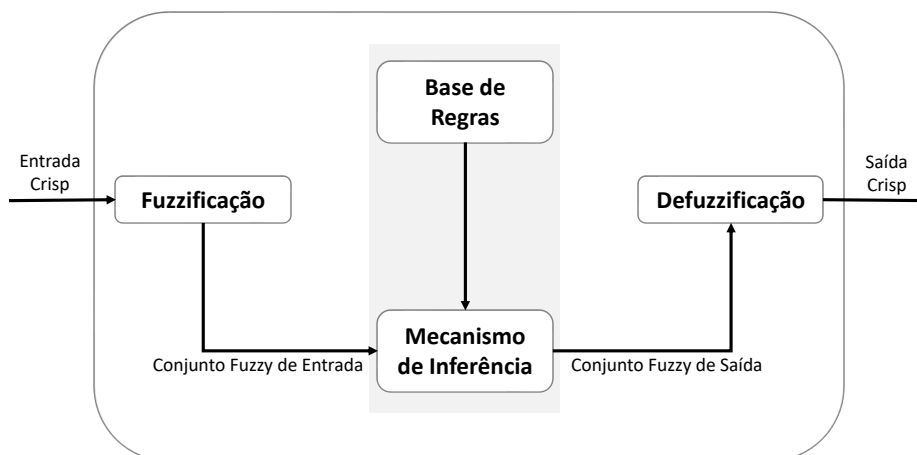 Base de
Regras
Entrada
Crisp
Saída
Crisp
Fuzzificação
Defuzzificação
Mecanismo
de Inferência
Conjunto Fuzzy de Entrada
Conjunto Fuzzy de Saída